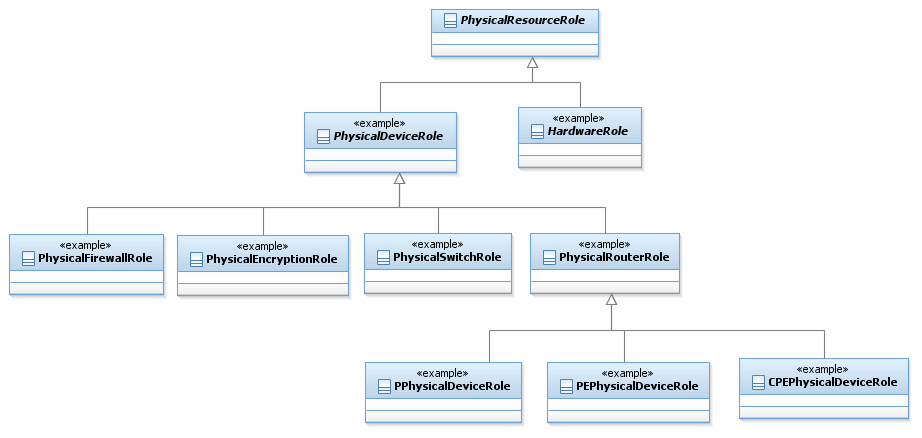 PhysicalResourceRole
«example»
PhysicalDeviceRole
«example»
HardwareRole
«example»
PhysicalFirewallRole
«example»
PhysicalEncryptionRole
«example»
PhysicalSwitchRole
«example»
PhysicalRouterRole
«example»
PPhysicalDeviceRole
«example»
PEPhysicalDeviceRole
«example»
CPEPhysicalDeviceRole